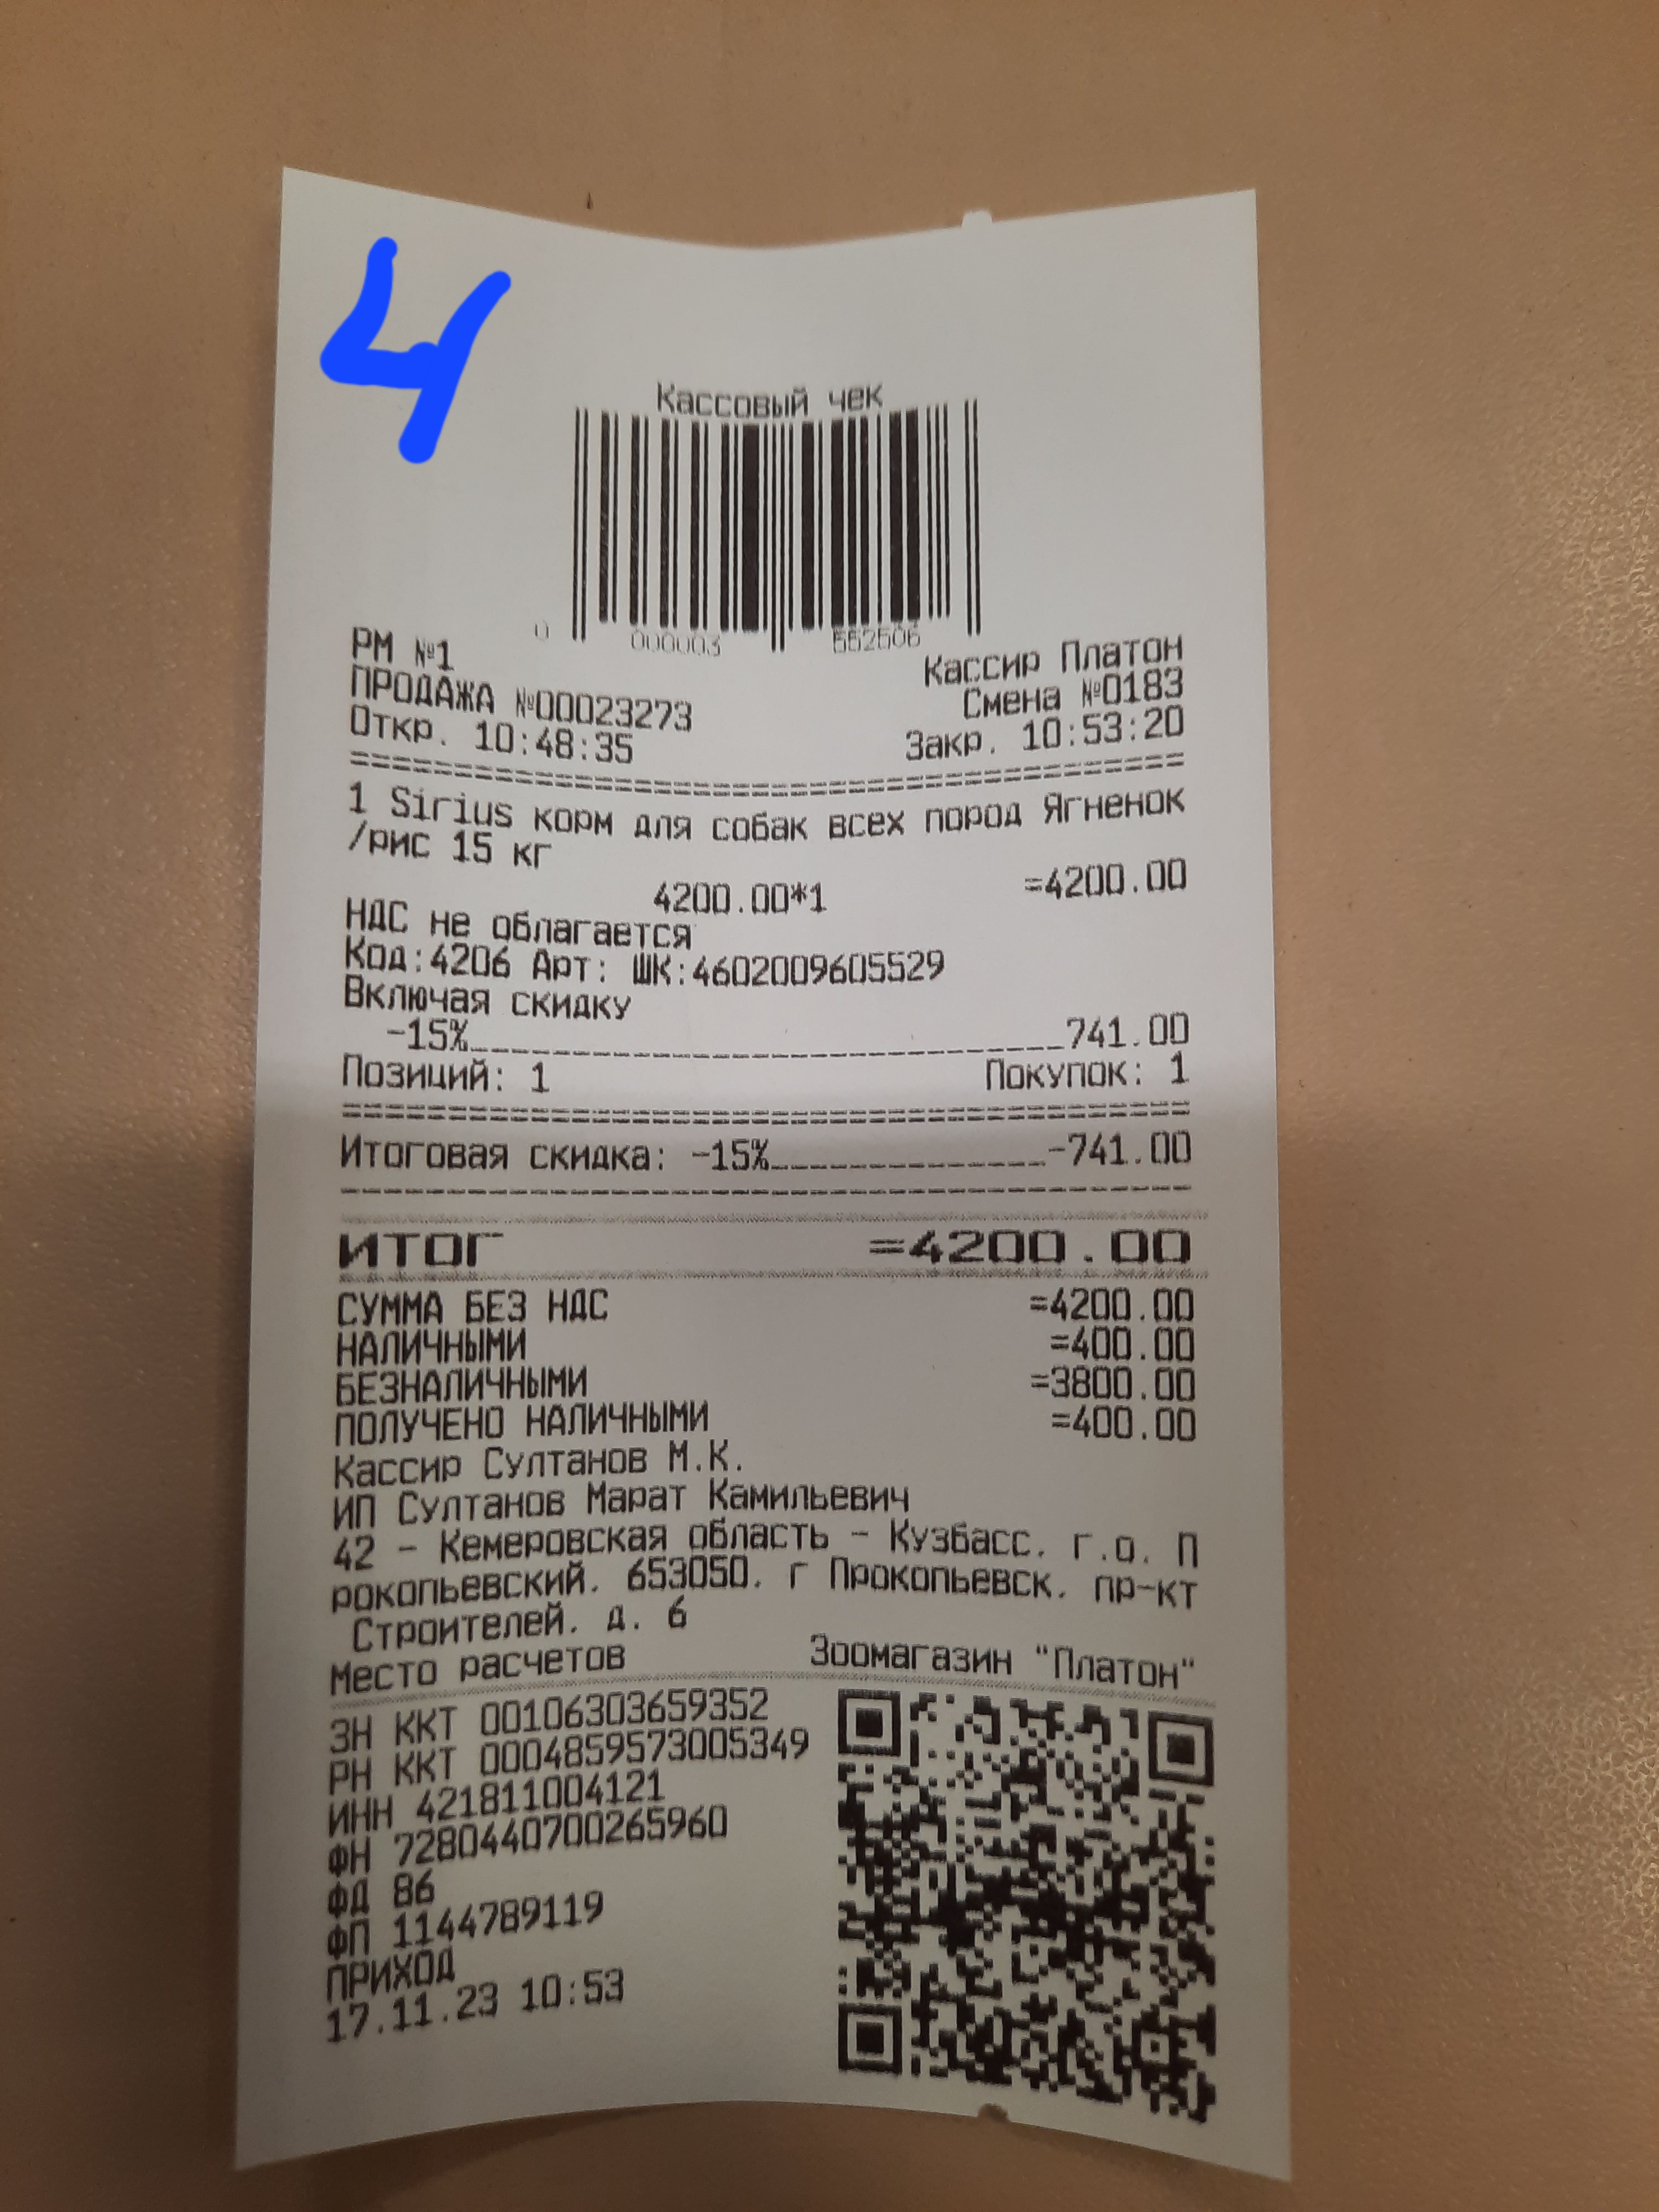 4
Кассовый чек
0 000003 552506
РМ №1 Кассир Платон
ПРОДАЖА №00023273 Смена №0183
Откр. 10:48:35 Закр. 10:53:20
1 Sirius корм для собак всех пород Ягненок
/рис 15 кг
4200.00*1 =4200.00
НДС не облагается
Код:4206 Арт: ШК:4602009605529
Включая скидку
-15% 741.00
Позиций: 1 Покупок: 1
Итоговая скидка: -15% -741.00
ИТОГ =4200.00
СУММА БЕЗ НДС =4200.00
НАЛИЧНЫМИ =400.00
БЕЗНАЛИЧНЫМИ =3800.00
ПОЛУЧЕНО НАЛИЧНЫМИ =400.00
Кассир Султанов М.К.
ИП Султанов Марат Камильевич
42 - Кемеровская область - Кузбасс, г.о. П
рокопьевский, 653050, г Прокопьевск, пр-кт
Строителей, д. 6
Место расчетов Зоомагазин "Платон"
ЗН ККТ 00106303659352
РН ККТ 0004859573005349
ИНН 421811004121
ФН 7280440700265960
ФД 86
ФП 1144789119
ПРИХОД
17.11.23 10:53